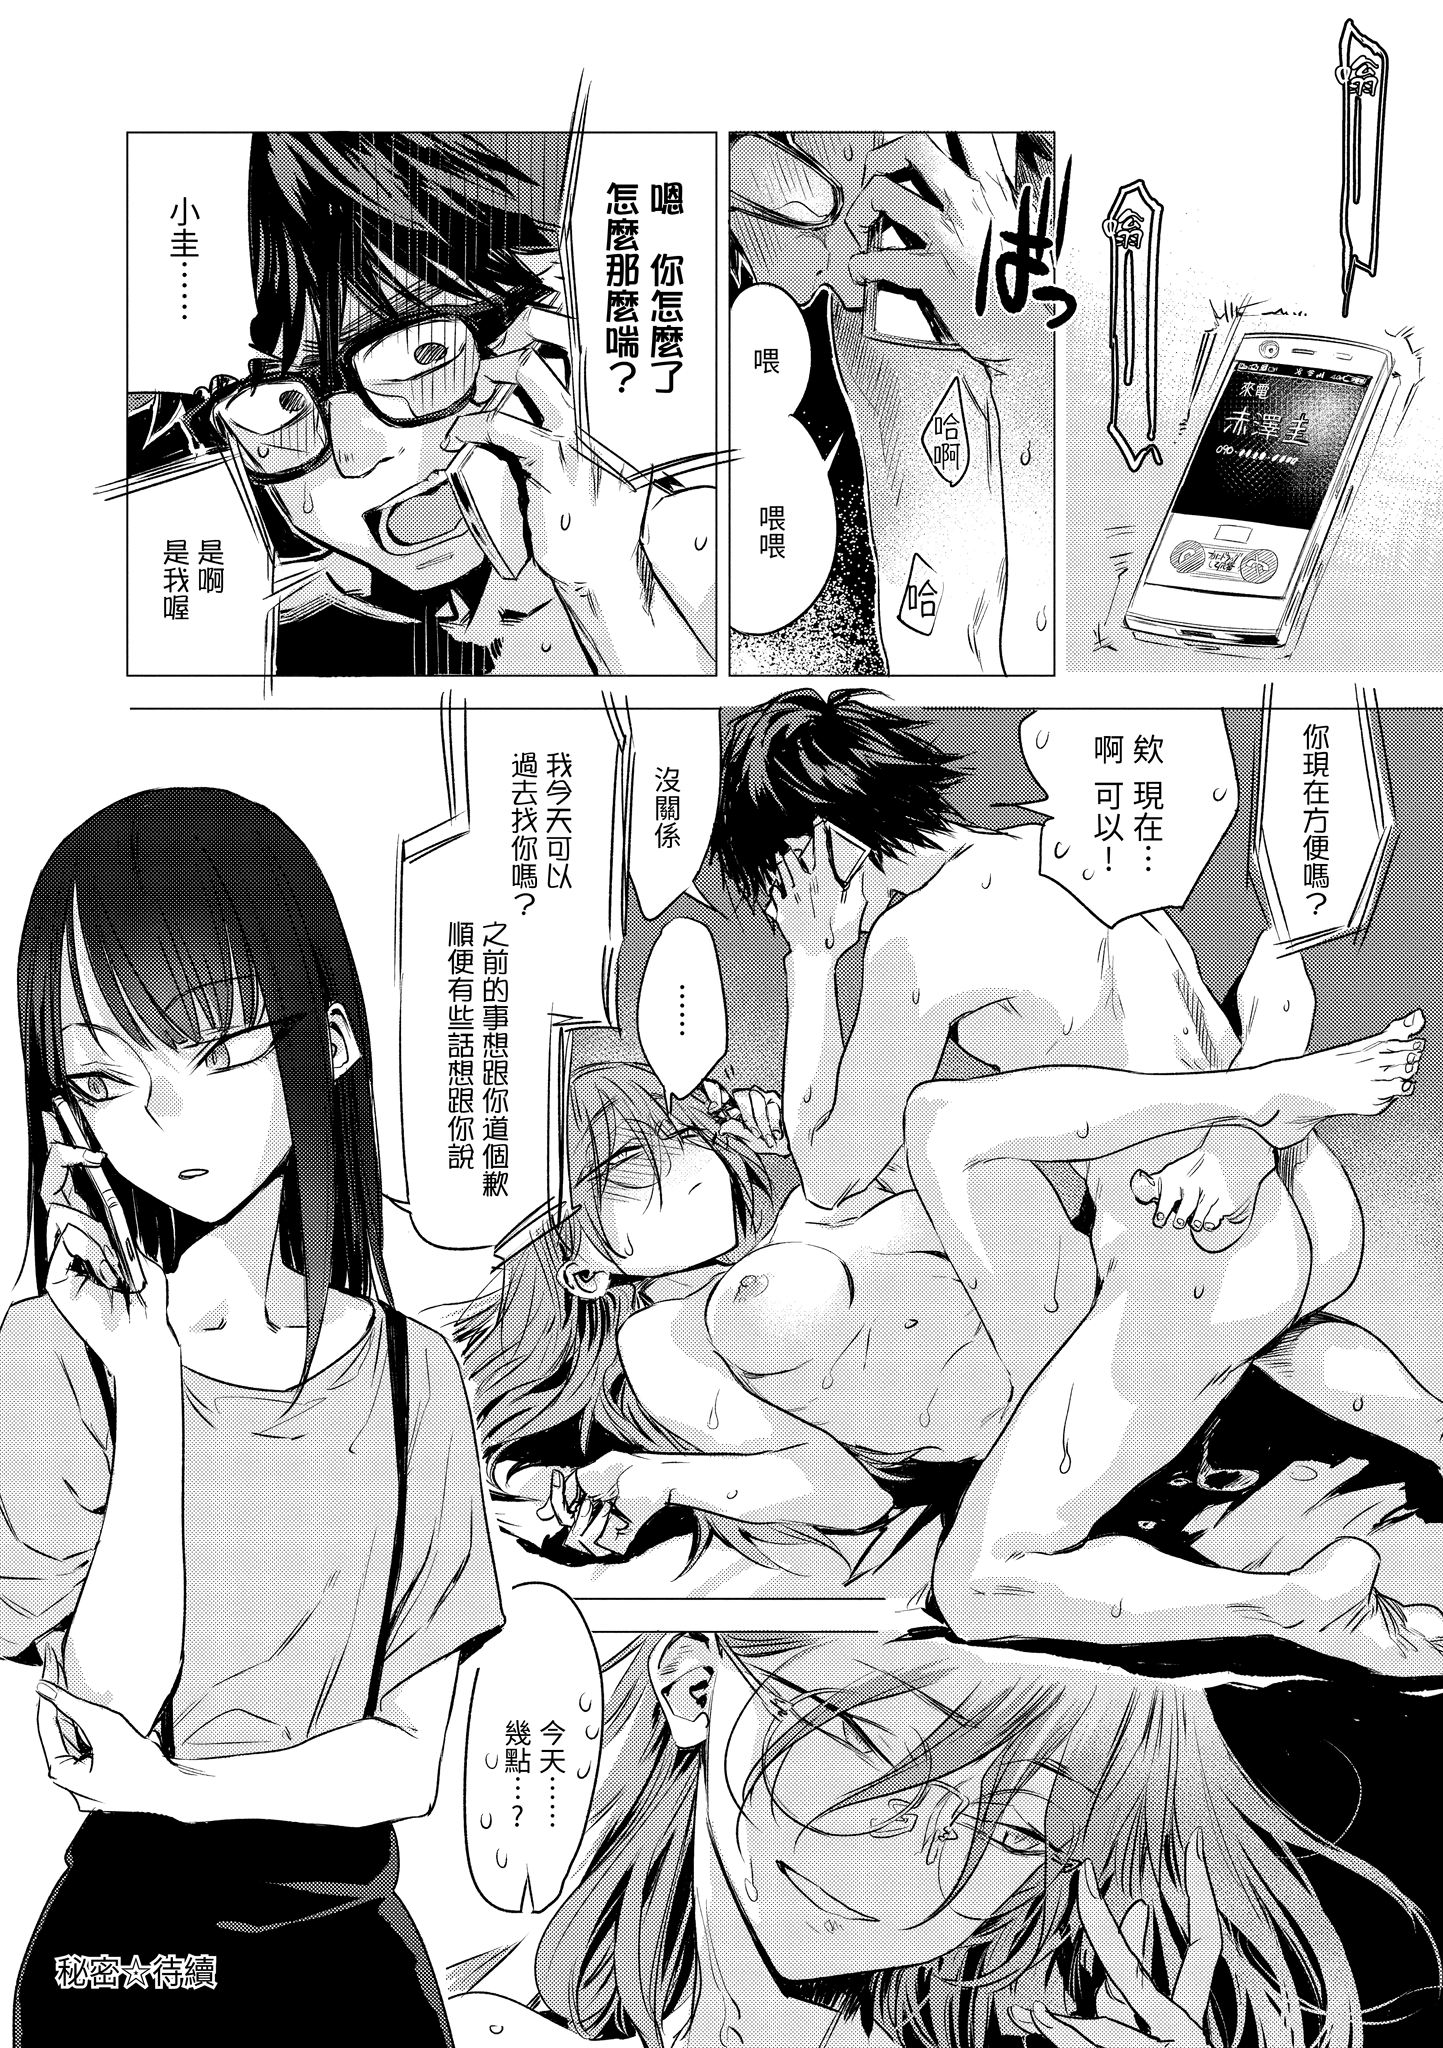 嗡
嗡
來電
赤澤圭
ばっ
哈啊
哈
喂
喂喂
嗯 你怎麼了
怎麼那麼喘？
小圭……
是啊
是我喔
你現在方便嗎？
欸 現在…
啊 可以！
沒關係
我今天可以
過去找你嗎？
之前的事想跟你道個歉
順便有些話想跟你說
……
今天……
幾點…？
秘密☆待續